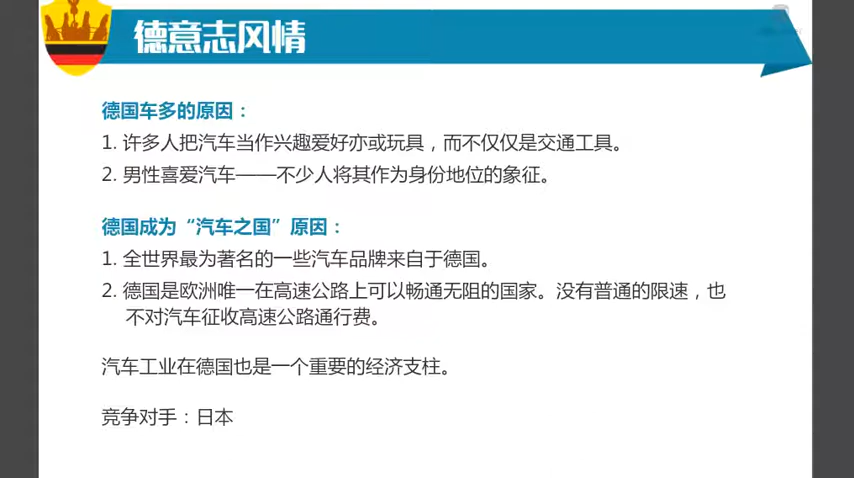 德意志风情
德国车多的原因：
1. 许多人把汽车当作兴趣爱好亦或玩具，而不仅仅是交通工具。
2. 男性喜爱汽车——不少人将其作为身份地位的象征。
德国成为“汽车之国”原因：
1. 全世界最为著名的一些汽车品牌来自于德国。
2. 德国是欧洲唯一在高速公路上可以畅通无阻的国家。没有普通的限速，也
不对汽车征收高速公路通行费。
汽车工业在德国也是一个重要的经济支柱。
竞争对手：日本